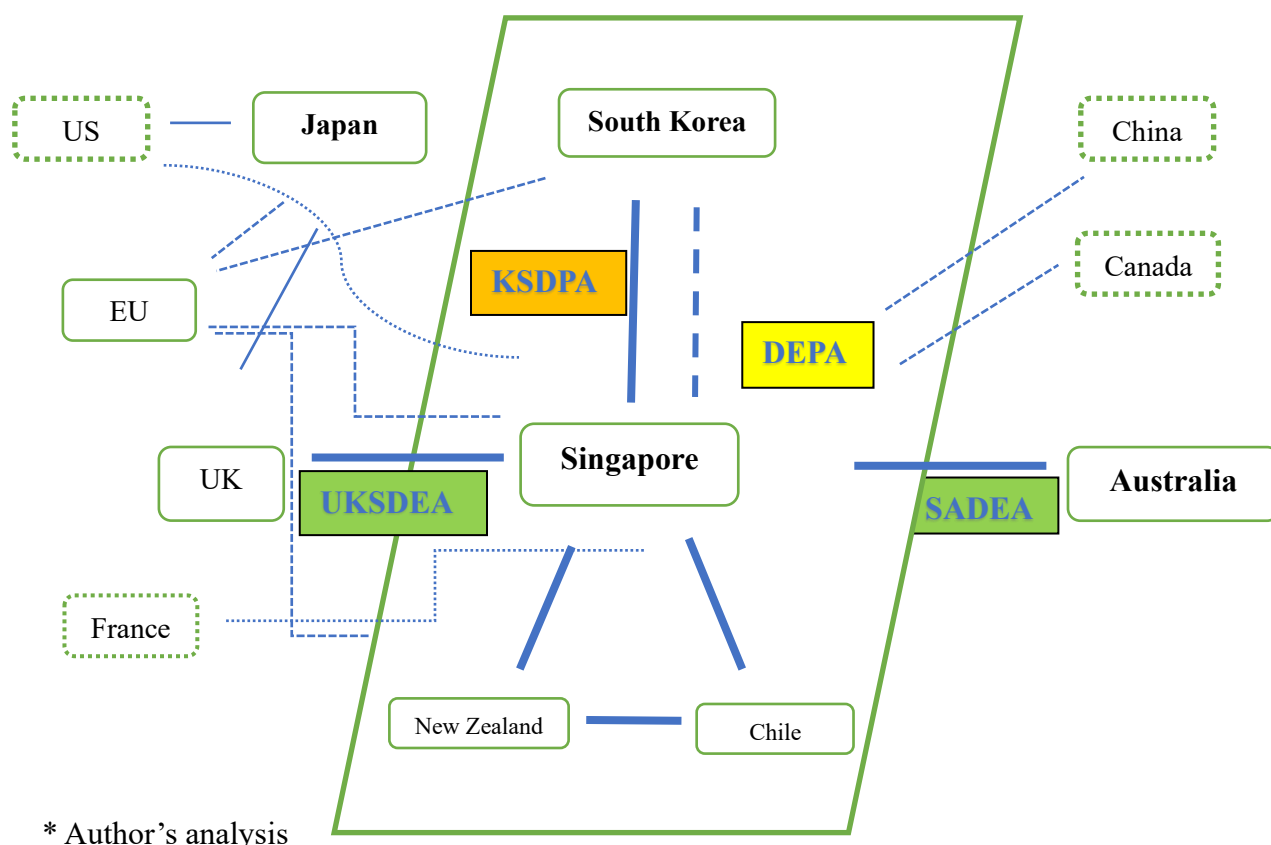 US
Japan
South Korea
China
Canada
KSDPA
EU
DEPA
Singapore
UK
UKSDEA
SADEA
Australia
France
New Zealand
Chile
* Author’s analysis